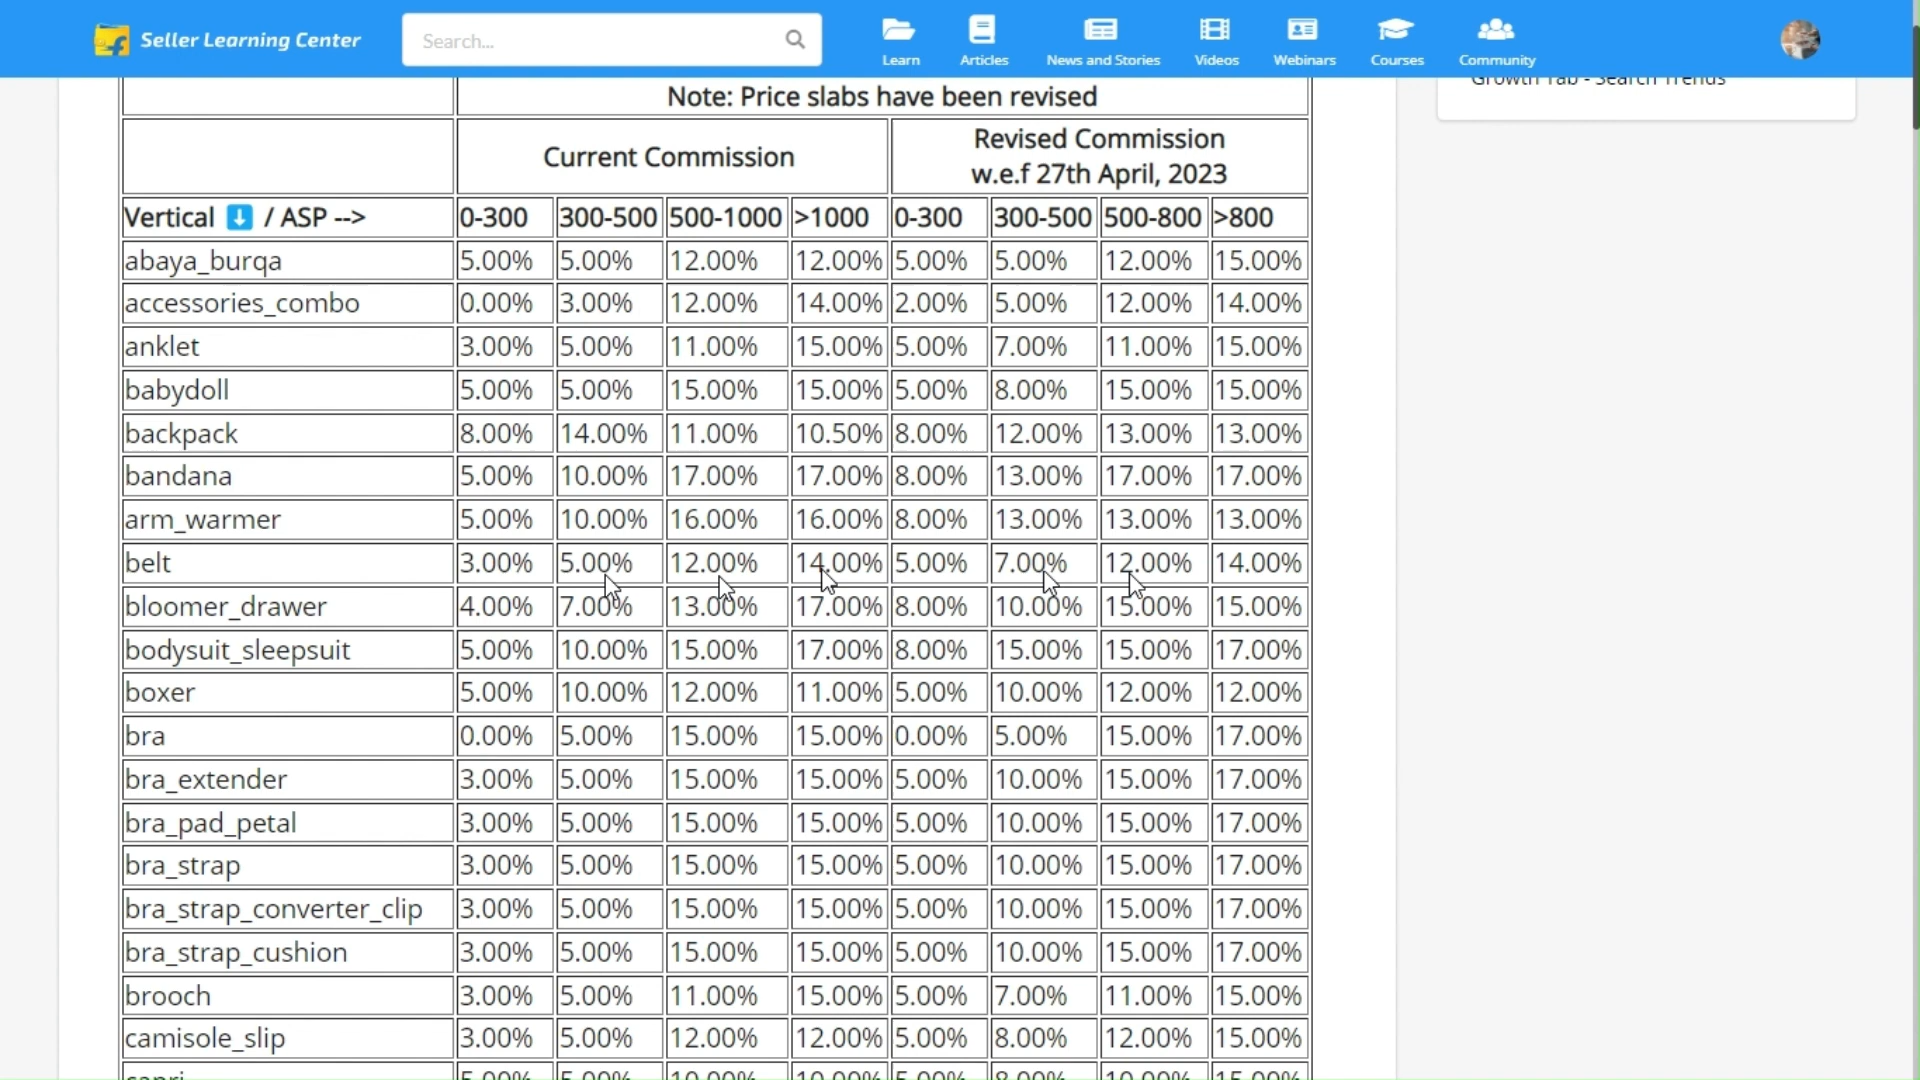 Seller Learning Center
Search...
Learn
Articles
News and Stories
Videos
Webinars
Courses
Community
Growth Tab - Search Trends
Note: Price slabs have been revised
Current Commission
Revised Commission
w.e.f 27th April, 2023
Vertical ⬇ / ASP --> 0-300 300-500 500-1000 >1000 0-300 300-500 500-800 >800
abaya_burqa 5.00% 5.00% 12.00% 12.00% 5.00% 5.00% 12.00% 15.00%
accessories_combo 0.00% 3.00% 12.00% 14.00% 2.00% 5.00% 12.00% 14.00%
anklet 3.00% 5.00% 11.00% 15.00% 5.00% 7.00% 11.00% 15.00%
babydoll 5.00% 5.00% 15.00% 15.00% 5.00% 8.00% 15.00% 15.00%
backpack 8.00% 14.00% 11.00% 10.50% 8.00% 12.00% 13.00% 13.00%
bandana 5.00% 10.00% 17.00% 17.00% 8.00% 13.00% 17.00% 17.00%
arm_warmer 5.00% 10.00% 16.00% 16.00% 8.00% 13.00% 13.00% 13.00%
belt 3.00% 5.00% 12.00% 14.00% 5.00% 7.00% 12.00% 14.00%
bloomer_drawer 4.00% 7.00% 13.00% 17.00% 8.00% 10.00% 15.00% 15.00%
bodysuit_sleepsuit 5.00% 10.00% 15.00% 17.00% 8.00% 15.00% 15.00% 17.00%
boxer 5.00% 10.00% 12.00% 11.00% 5.00% 10.00% 12.00% 12.00%
bra 0.00% 5.00% 15.00% 15.00% 0.00% 5.00% 15.00% 17.00%
bra_extender 3.00% 5.00% 15.00% 15.00% 5.00% 10.00% 15.00% 17.00%
bra_pad_petal 3.00% 5.00% 15.00% 15.00% 5.00% 10.00% 15.00% 17.00%
bra_strap 3.00% 5.00% 15.00% 15.00% 5.00% 10.00% 15.00% 17.00%
bra_strap_converter_clip 3.00% 5.00% 15.00% 15.00% 5.00% 10.00% 15.00% 17.00%
bra_strap_cushion 3.00% 5.00% 15.00% 15.00% 5.00% 10.00% 15.00% 17.00%
brooch 3.00% 5.00% 11.00% 15.00% 5.00% 7.00% 11.00% 15.00%
camisole_slip 3.00% 5.00% 12.00% 12.00% 5.00% 8.00% 12.00% 15.00%